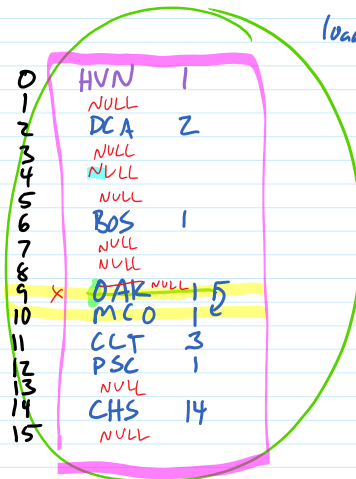 load
0 HVN 1
1 NULL
2 DCA 2
3 NULL
4 NULL
5 NULL
6 BOS 1
7 NULL
8 NULL
9 x OAK NULL 1
10 MCO 1
11 CLT 3
12 PSC 1
13 NULL
14 CHS 14
15 NULL